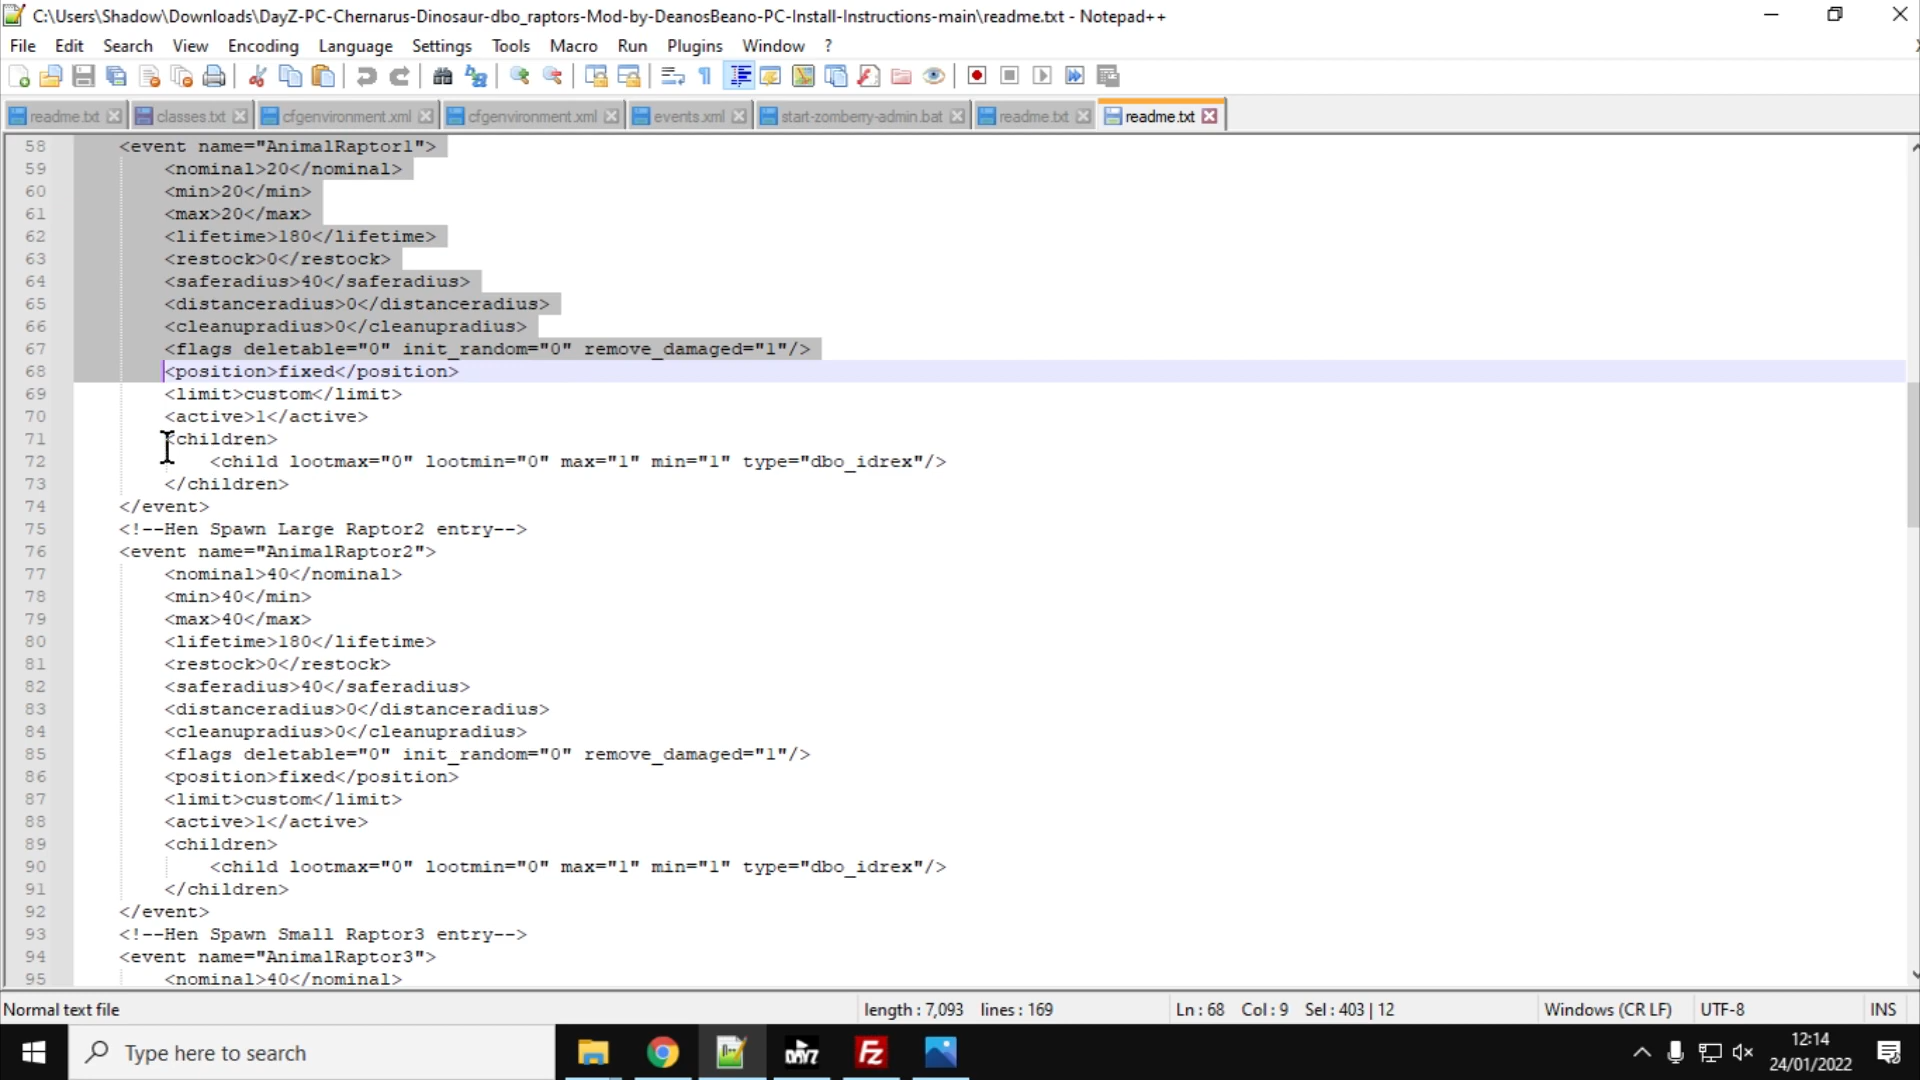 C:\Users\Shadow\Downloads\DayZ-PC-Chernarus-Dinosaur-dbo_raptors-Mod-by-DeanosBeano-PC-Install-Instructions-main\readme.txt - Notepad++
File Edit Search View Encoding Language Settings Tools Macro Run Plugins Window ?
readme.txt classes.txt cfgenvironment.xml cfgenvironment.xml events.xml start-zomberry-admin.bat readme.txt readme.txt
58 <event name="AnimalRaptor1">
59 <nominal>20</nominal>
60 <min>20</min>
61 <max>20</max>
62 <lifetime>180</lifetime>
63 <restock>0</restock>
64 <saferadius>40</saferadius>
65 <distanceradius>0</distanceradius>
66 <cleanupradius>0</cleanupradius>
67 <flags deletable="0" init_random="0" remove_damaged="1"/>
68 <position>fixed</position>
69 <limit>custom</limit>
70 <active>1</active>
71 <children>
72 <child lootmax="0" lootmin="0" max="1" min="1" type="dbo_idrex"/>
73 </children>
74 </event>
75 <!--Hen Spawn Large Raptor2 entry-->
76 <event name="AnimalRaptor2">
77 <nominal>40</nominal>
78 <min>40</min>
79 <max>40</max>
80 <lifetime>180</lifetime>
81 <restock>0</restock>
82 <saferadius>40</saferadius>
83 <distanceradius>0</distanceradius>
84 <cleanupradius>0</cleanupradius>
85 <flags deletable="0" init_random="0" remove_damaged="1"/>
86 <position>fixed</position>
87 <limit>custom</limit>
88 <active>1</active>
89 <children>
90 <child lootmax="0" lootmin="0" max="1" min="1" type="dbo_idrex"/>
91 </children>
92 </event>
93 <!--Hen Spawn Small Raptor3 entry-->
94 <event name="AnimalRaptor3">
95 <nominal>40</nominal>
Normal text file length : 7,093 lines : 169 Ln : 68 Col : 9 Sel : 403 | 12 Windows (CR LF) UTF-8 INS
Type here to search
DAYZ
Fz
12:14
24/01/2022